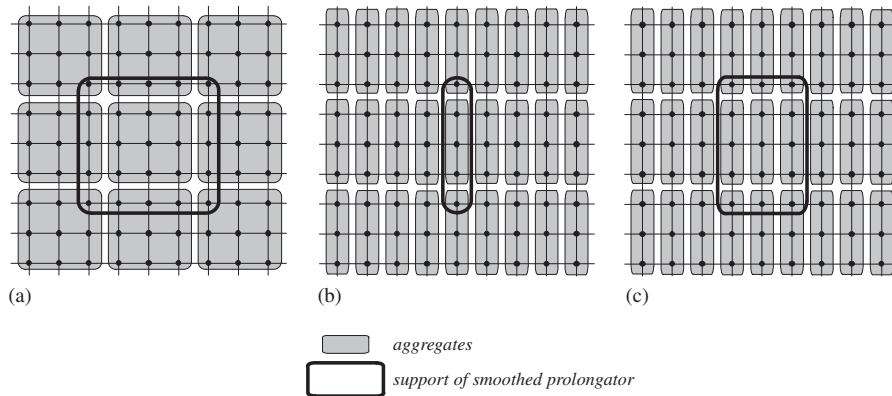 (a)
(b)
(c)
aggregates
support of smoothed prolongator